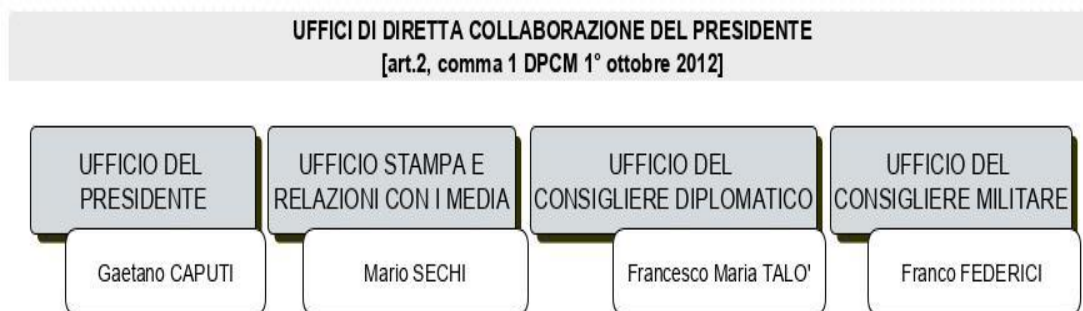 UFFICI DI DIRETTA COLLABORAZIONE DEL PRESIDENTE
[art.2, comma 1 DPCM 1° ottobre 2012]
UFFICIO DEL
PRESIDENTE
Gaetano CAPUTI
UFFICIO STAMPA E
RELAZIONI CON I MEDIA
Mario SECHI
UFFICIO DEL
CONSIGLIERE DIPLOMATICO
Francesco Maria TALO'
UFFICIO DEL
CONSIGLIERE MILITARE
Franco FEDERICI